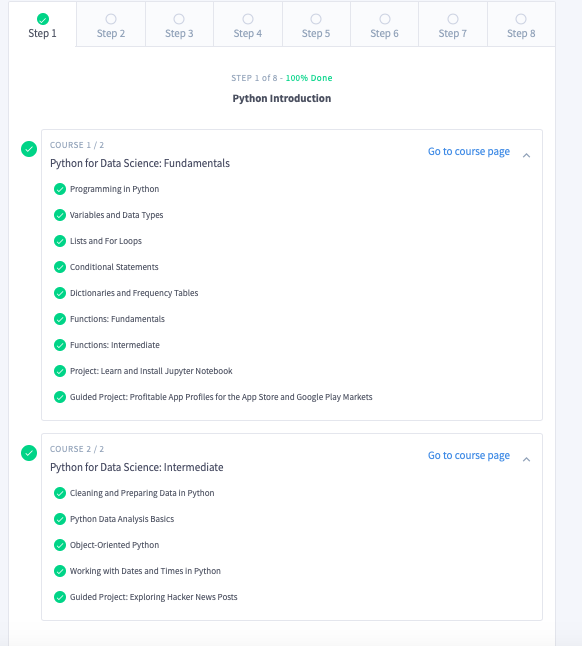 Step 1 Step 2 Step 3 Step 4 Step 5 Step 6 Step 7 Step 8
STEP 1 of 8 - 100% Done
Python Introduction
COURSE 1 / 2
Go to course page
Python for Data Science: Fundamentals
Programming in Python
Variables and Data Types
Lists and For Loops
Conditional Statements
Dictionaries and Frequency Tables
Functions: Fundamentals
Functions: Intermediate
Project: Learn and Install Jupyter Notebook
Guided Project: Profitable App Profiles for the App Store and Google Play Markets
COURSE 2 / 2
Go to course page
Python for Data Science: Intermediate
Cleaning and Preparing Data in Python
Python Data Analysis Basics
Object-Oriented Python
Working with Dates and Times in Python
Guided Project: Exploring Hacker News Posts